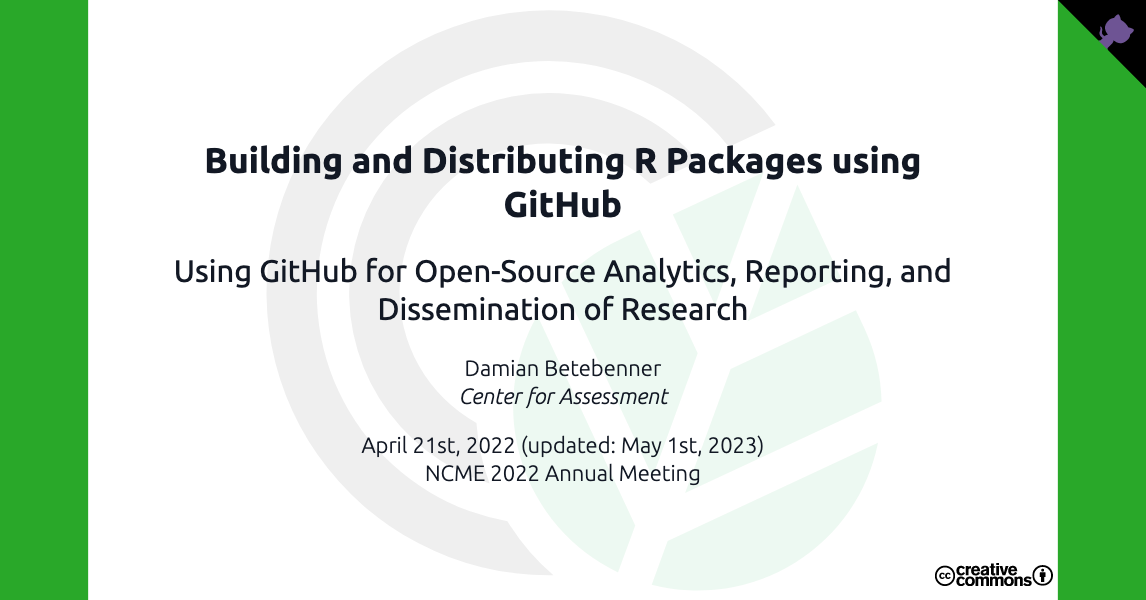 Building and Distributing R Packages using
GitHub
Using GitHub for Open-Source Analytics, Reporting, and
Dissemination of Research
Damian Betebenner
Center for Assessment
April 21st, 2022 (updated: May 1st, 2023)
NCME 2022 Annual Meeting
cc creative
commons